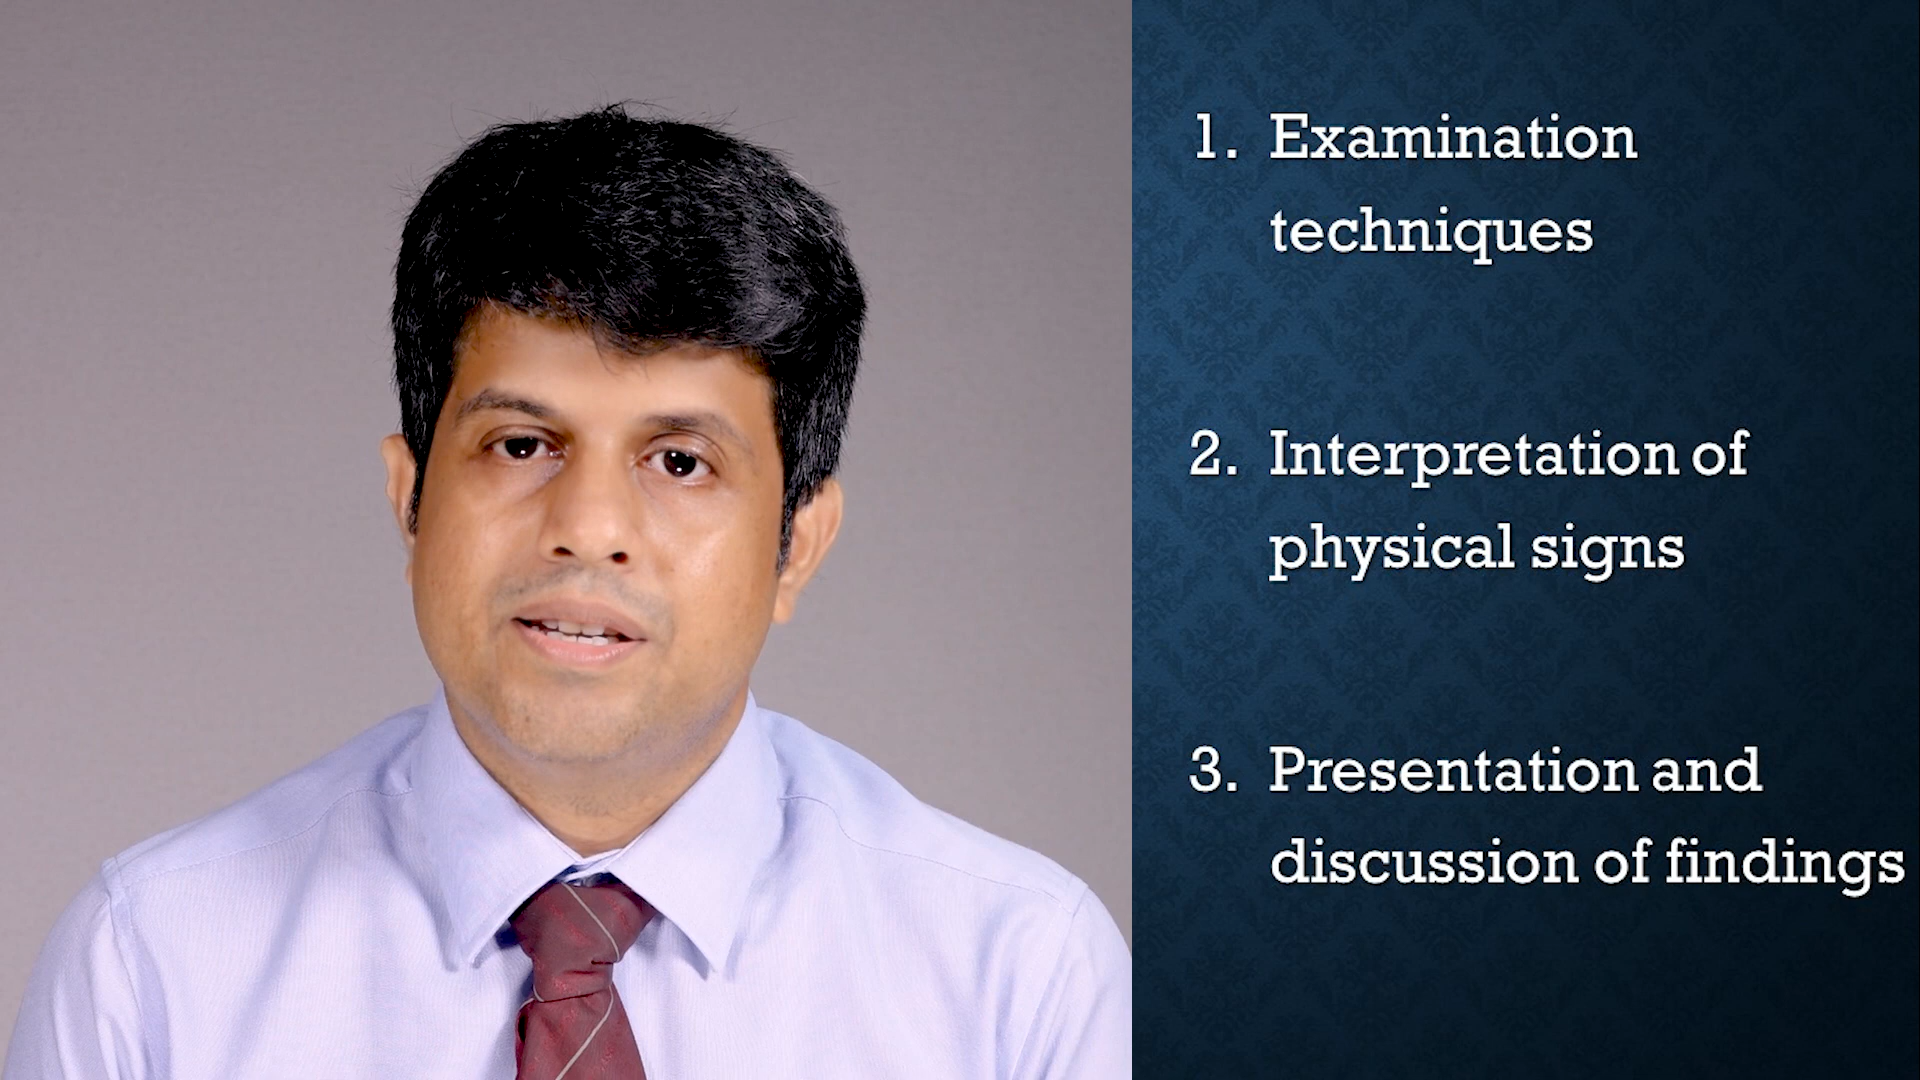 1. Examination
techniques
2. Interpretation of
physical signs
3. Presentation and
discussion of findings